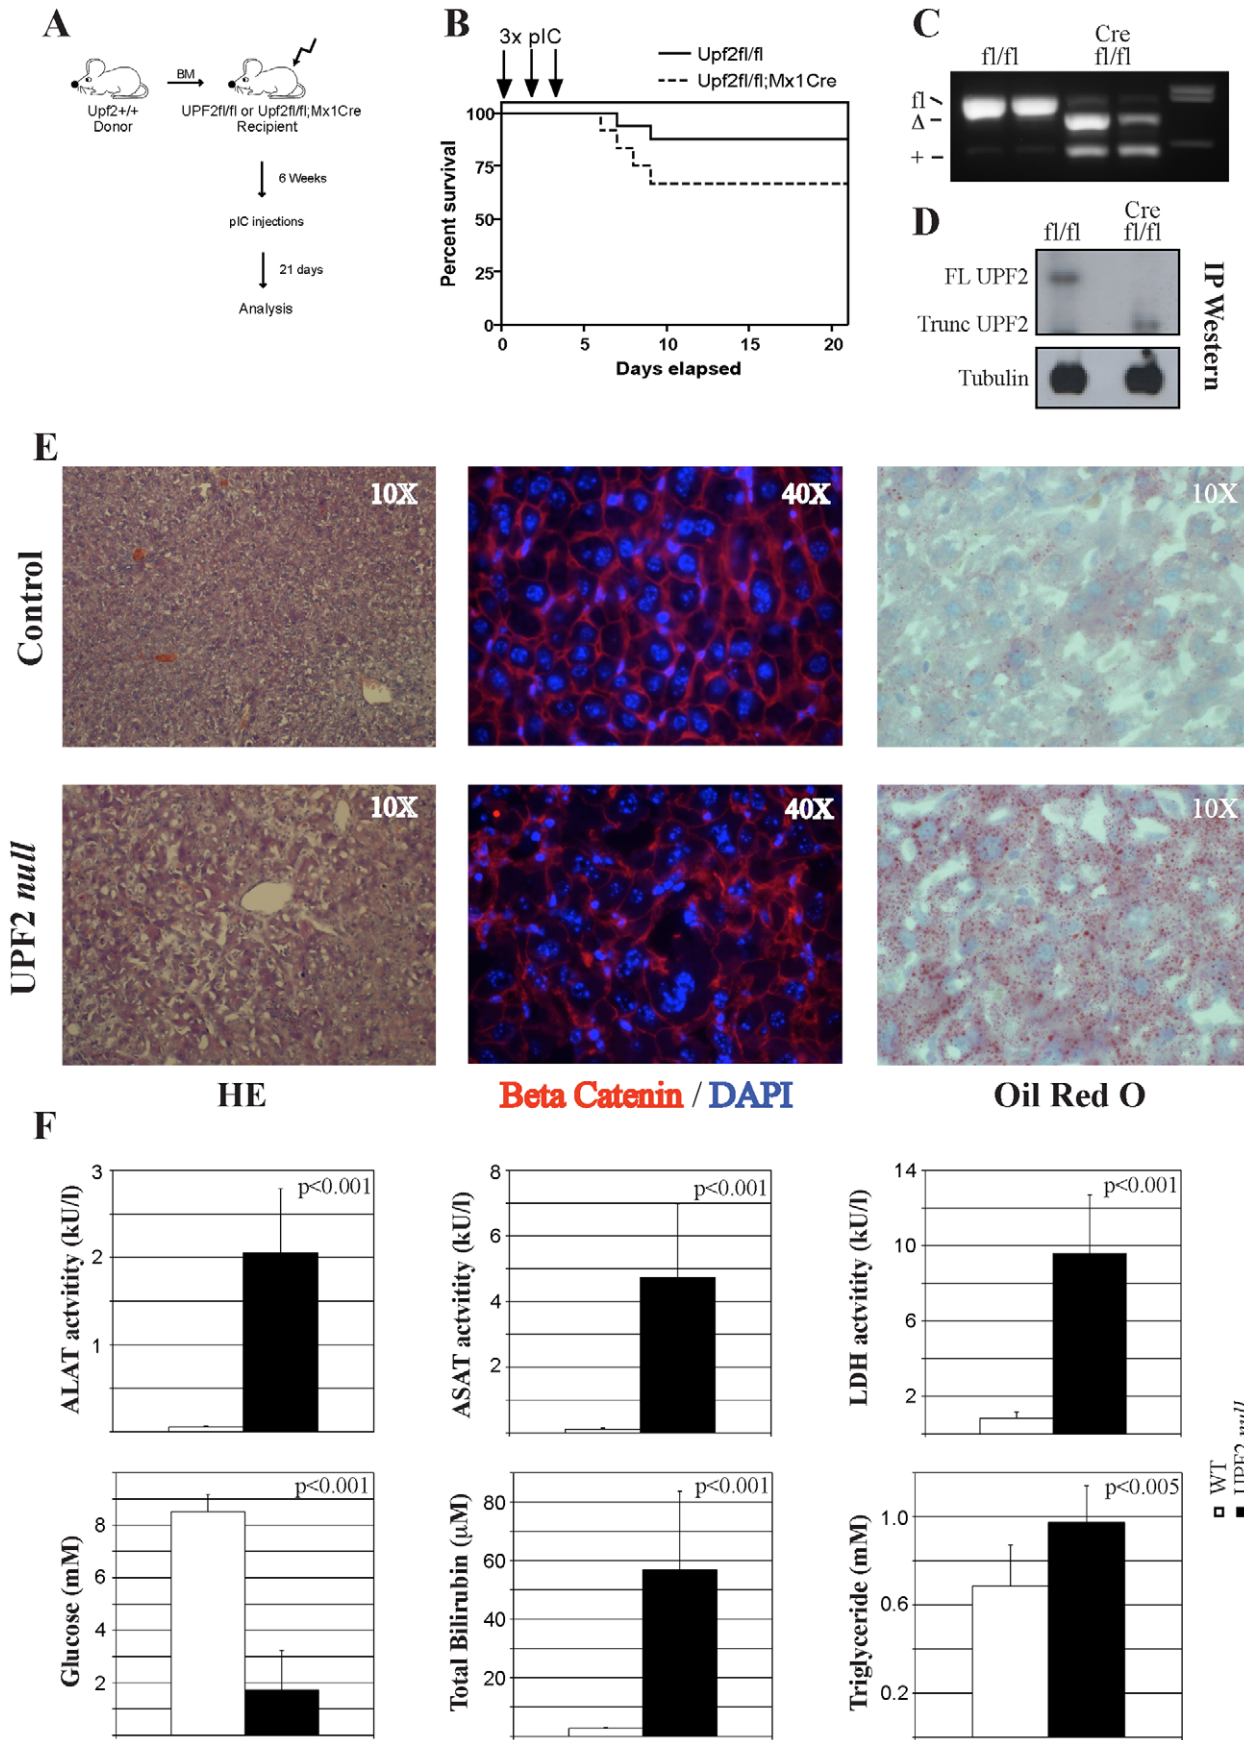 A
BM
Upf2+/+
Donor
UPF2fl/fl or Upf2fl/fl;Mx1Cre
Recipient
6 Weeks
pIC injections
21 days
Analysis
B
3x pIC
Upf2fl/fl
Upf2fl/fl;Mx1Cre
Percent survival
100
75
50
25
0
0
5
10
15
20
Days elapsed
C
fl/fl
Cre
fl/fl
fl
Δ
+
D
fl/fl
Cre
fl/fl
FL UPF2
Trunc UPF2
Tubulin
IP Western
E
Control
10X
40X
10X
UPF2 null
10X
40X
10X
HE
Beta Catenin / DAPI
Oil Red O
F
ALAT actvitity (kU/l)
3
2
1
p<0.001
ASAT actvitity (kU/l)
8
6
4
2
p<0.001
LDH actvitity (kU/l)
14
10
6
2
p<0.001
Glucose (mM)
8
6
4
2
p<0.001
Total Bilirubin (µM)
80
60
40
20
p<0.001
Triglyceride (mM)
1.0
0.6
0.2
p<0.005
WT
UPF2 null